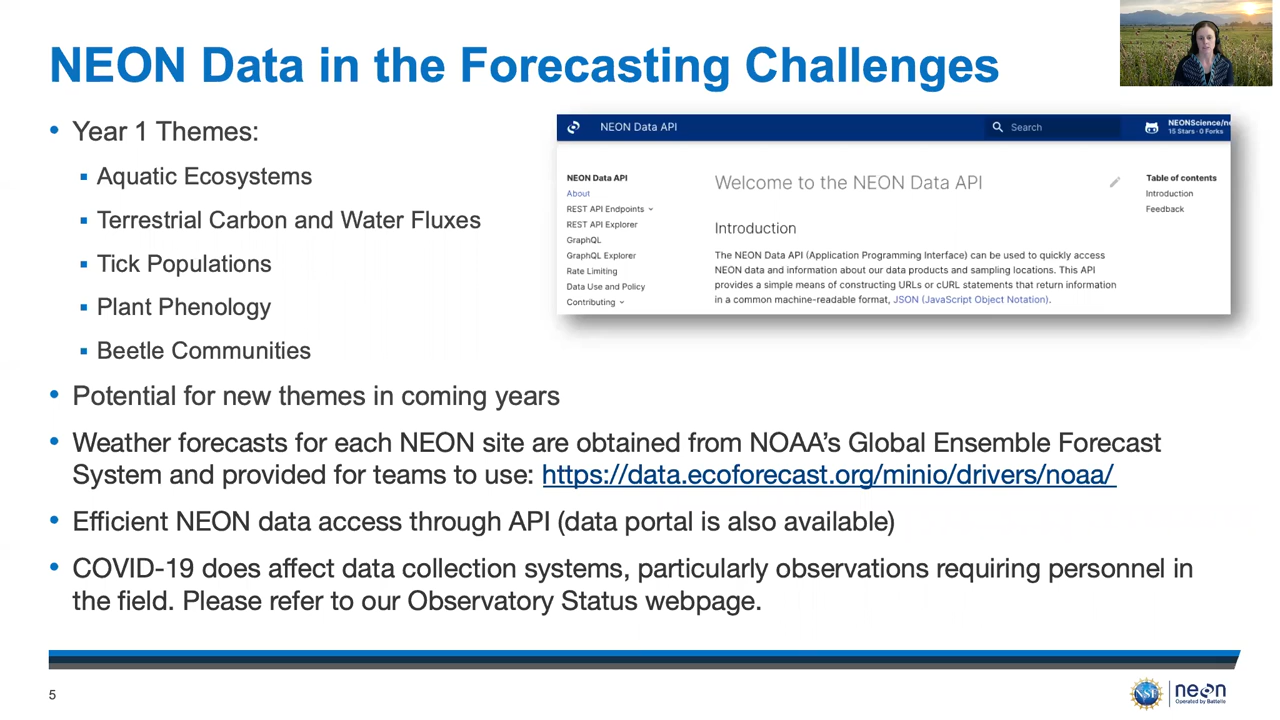 NEON Data in the Forecasting Challenges
• Year 1 Themes:
▪ Aquatic Ecosystems
▪ Terrestrial Carbon and Water Fluxes
▪ Tick Populations
▪ Plant Phenology
▪ Beetle Communities
NEON Data API
Search
NEONScience/ne
15 Stars · 0 Forks
NEON Data API
About
REST API Endpoints
REST API Explorer
GraphQL
GraphQL Explorer
Rate Limiting
Data Use and Policy
Contributing
Welcome to the NEON Data API
Introduction
The NEON Data API (Application Programming Interface) can be used to quickly access
NEON data and information about our data products and sampling locations. This API
provides a simple means of constructing URLs or cURL statements that return information
in a common machine-readable format, JSON (JavaScript Object Notation).
Table of contents
Introduction
Feedback
• Potential for new themes in coming years
• Weather forecasts for each NEON site are obtained from NOAA’s Global Ensemble Forecast
System and provided for teams to use: https://data.ecoforecast.org/minio/drivers/noaa/
• Efficient NEON data access through API (data portal is also available)
• COVID-19 does affect data collection systems, particularly observations requiring personnel in
the field. Please refer to our Observatory Status webpage.
5
NSF
neon
Operated by Battelle